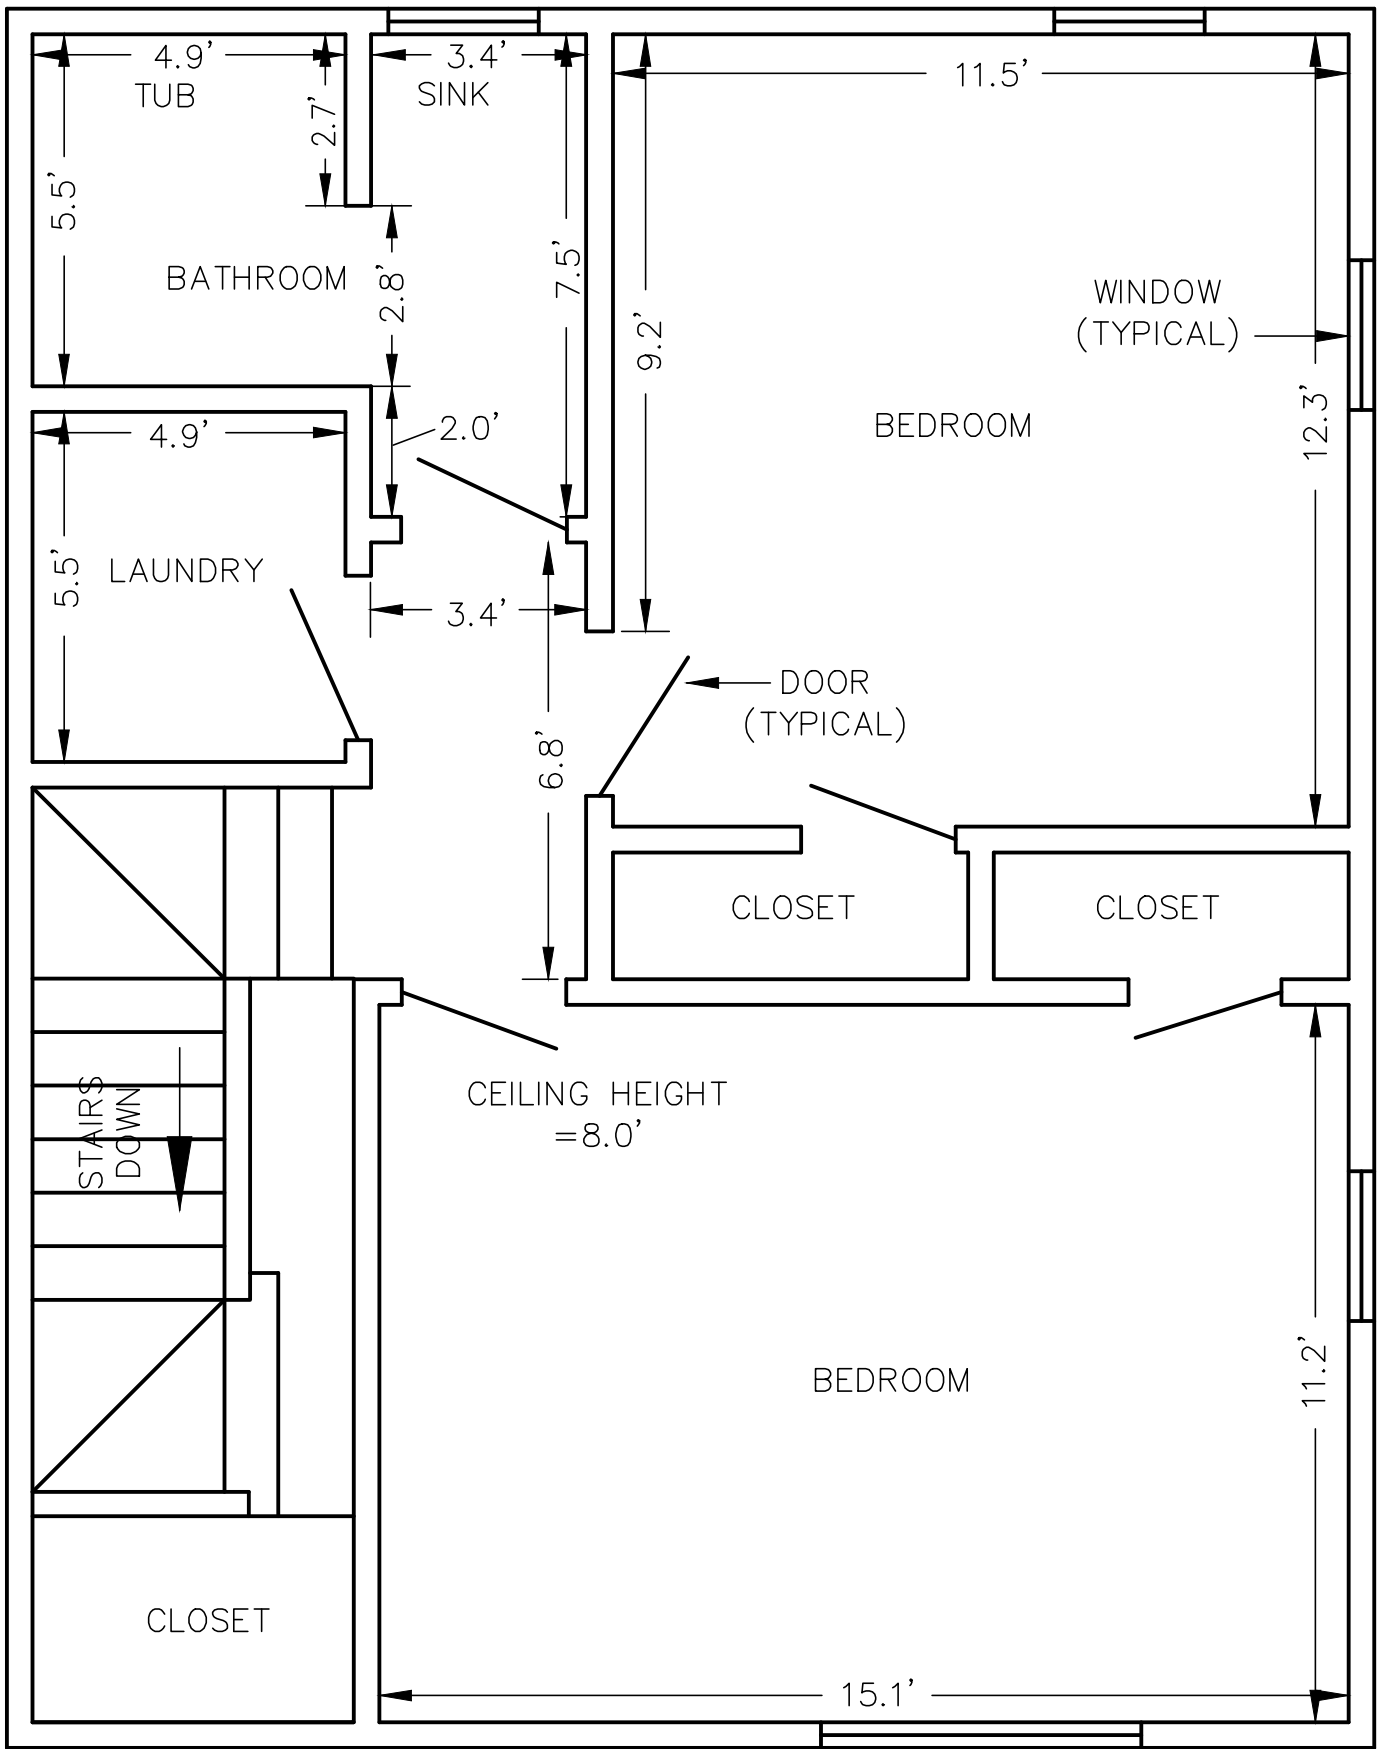 4.9'
3.4'
11.5'
TUB
SINK
2.7'
5.5'
7.5'
BATHROOM
2.8'
WINDOW
(TYPICAL)
9.2'
12.3'
BEDROOM
4.9'
2.0'
5.5'
LAUNDRY
3.4'
DOOR
(TYPICAL)
6.8'
CLOSET
CLOSET
STAIRS
DOWN
CEILING HEIGHT
=8.0'
11.2'
BEDROOM
CLOSET
15.1'